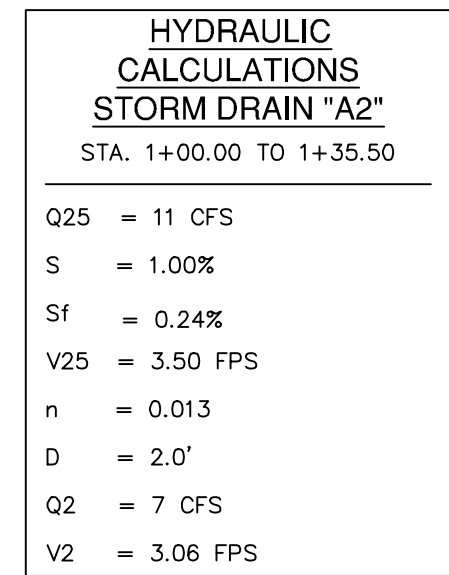 HYDRAULIC
CALCULATIONS
STORM DRAIN "A2"
STA. 1+00.00 TO 1+35.50
Q25 = 11 CFS
S = 1.00%
Sf = 0.24%
V25 = 3.50 FPS
n = 0.013
D = 2.0'
Q2 = 7 CFS
V2 = 3.06 FPS